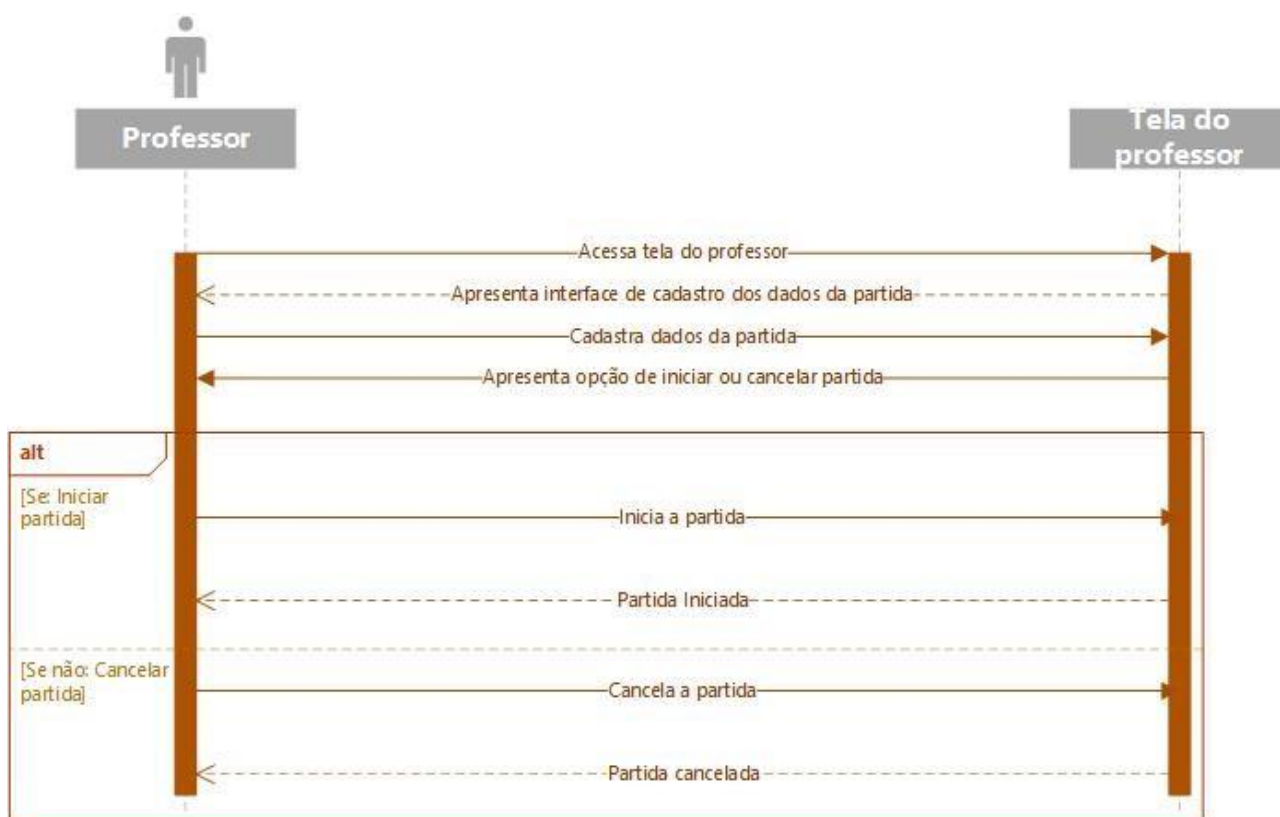 Professor
Tela do
professor
Acessa tela do professor
Apresenta interface de cadastro dos dados da partida
Cadastra dados da partida
Apresenta opção de iniciar ou cancelar partida
alt
[Se: Iniciar
partida]
Inicia a partida
Partida Iniciada
[Se não: Cancelar
partida]
Cancela a partida
Partida cancelada